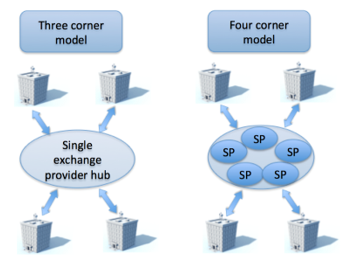 Three corner
model
Four corner
model
Single
exchange
provider hub
SP
SP
SP
SP
SP